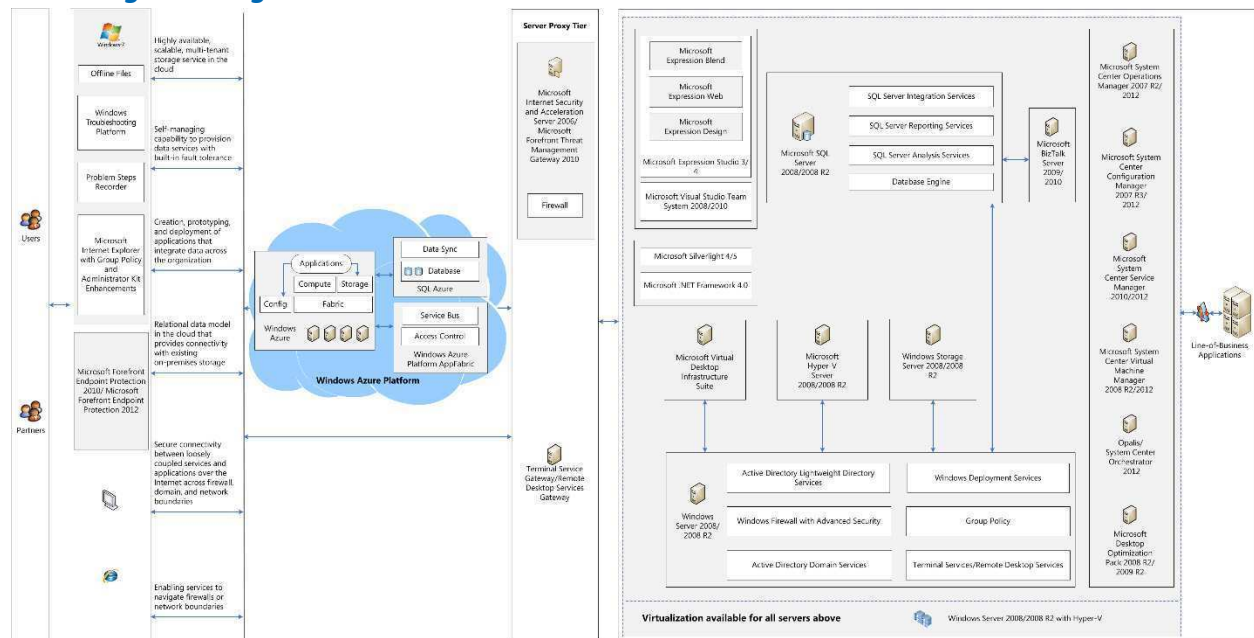 Users
Partners
Windows 7
Offline Files
Windows
Troubleshooting
Platform
Problem Steps
Recorder
Microsoft
Internet Explorer
with Group Policy
and
Administrator Kit
Enhancements
Microsoft Forefront
Endpoint Protection
2010/ Microsoft
Forefront Endpoint
Protection 2012
Highly available,
scalable, multi-tenant
storage service in the
cloud
Self-managing
capability to provision
data services with
built-in fault tolerance
Creation, prototyping,
and deployment of
applications that
integrate data across
the organization
Relational data model
in the cloud that
provides connectivity
with existing
on-premises storage
Secure connectivity
between loosely
coupled services and
applications over the
Internet across firewall,
domain, and network
boundaries
Enabling services to
navigate firewalls or
network boundaries
Applications
Compute
Storage
Config
Fabric
Windows
Azure
Data Sync
Database
SQL Azure
Service Bus
Access Control
Windows Azure
Platform AppFabric
Windows Azure Platform
Server Proxy Tier
Microsoft
Internet Security
and Acceleration
Server 2006/
Microsoft
Forefront Threat
Management
Gateway 2010
Firewall
Terminal Service
Gateway/Remote
Desktop Services
Gateway
Microsoft
Expression Blend
Microsoft
Expression Web
Microsoft
Expression Design
Microsoft Expression Studio 3/
4
Microsoft Visual Studio Team
System 2008/2010
Microsoft Silverlight 4/5
Microsoft .NET Framework 4.0
Microsoft SQL
Server
2008/2008 R2
SQL Server Integration Services
SQL Server Reporting Services
SQL Server Analysis Services
Database Engine
Microsoft
BizTalk
Server
2009/
2010
Microsoft Virtual
Desktop
Infrastructure
Suite
Microsoft
Hyper-V
Server
2008/2008 R2
Windows Storage
Server 2008/2008
R2
Windows
Server 2008/
2008 R2
Active Directory Lightweight Directory
Services
Windows Deployment Services
Windows Firewall with Advanced Security
Group Policy
Active Directory Domain Services
Terminal Services/Remote Desktop Services
Virtualization available for all servers above
Windows Server 2008/2008 R2 with Hyper-V
Microsoft System
Center Operations
Manager 2007 R2/
2012
Microsoft System
Center
Configuration
Manager
2007 R3/
2012
Microsoft
System
Center Service
Manager
2010/2012
Microsoft System
Center Virtual
Machine
Manager
2008 R2/2012
Opalis/
System Center
Orchestrator
2012
Microsoft
Desktop
Optimization
Pack 2008 R2/
2009 R2
Line-of-Business
Applications